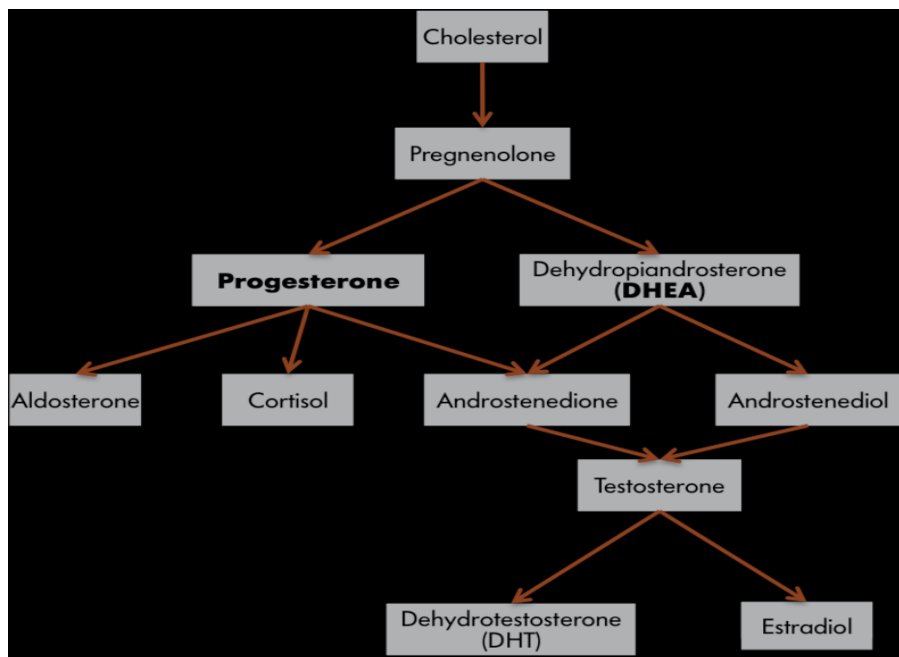 Cholesterol
Pregnenolone
Progesterone
Dehydropiandrosterone
(DHEA)
Aldosterone
Cortisol
Androstenedione
Androstenediol
Testosterone
Dehydrotestosterone
(DHT)
Estradiol